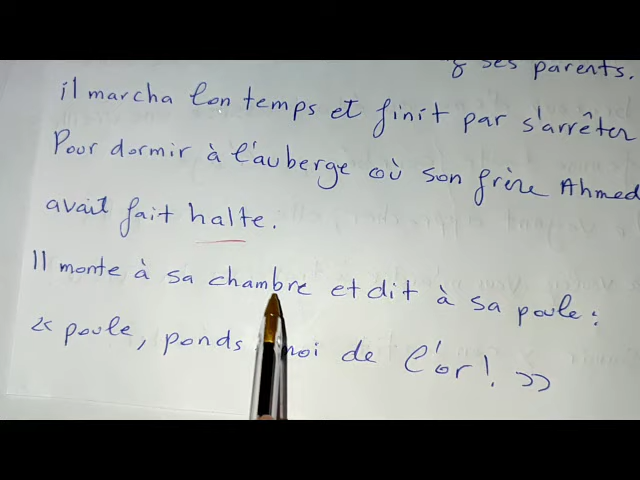 ses parents.
il marcha lon temps et finit par s'arrêter
Pour dormir à l'auberge où son frère Ahmed
avait fait halte.
Il monte à sa chambre et dit à sa poule :
« poule, ponds moi de l'or! »